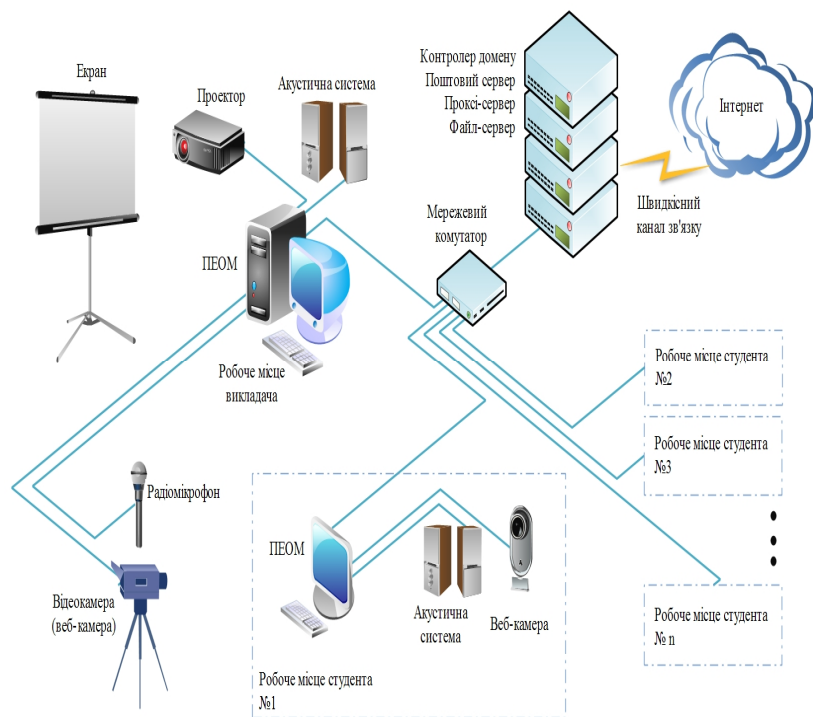 Екран
Проектор
Акустична система
Контролер домену
Поштовий сервер
Проксі-сервер
Файл-сервер
Інтернет
Швидкісний
канал зв'язку
Мережевий
комутатор
ПЕОМ
Робоче місце
викладача
Робоче місце студента
№2
Робоче місце студента
№3
Робоче місце студента
№ n
Радіомікрофон
Відеокамера
(веб-камера)
ПЕОМ
Акустична
система
Веб-камера
Робоче місце студента
№1